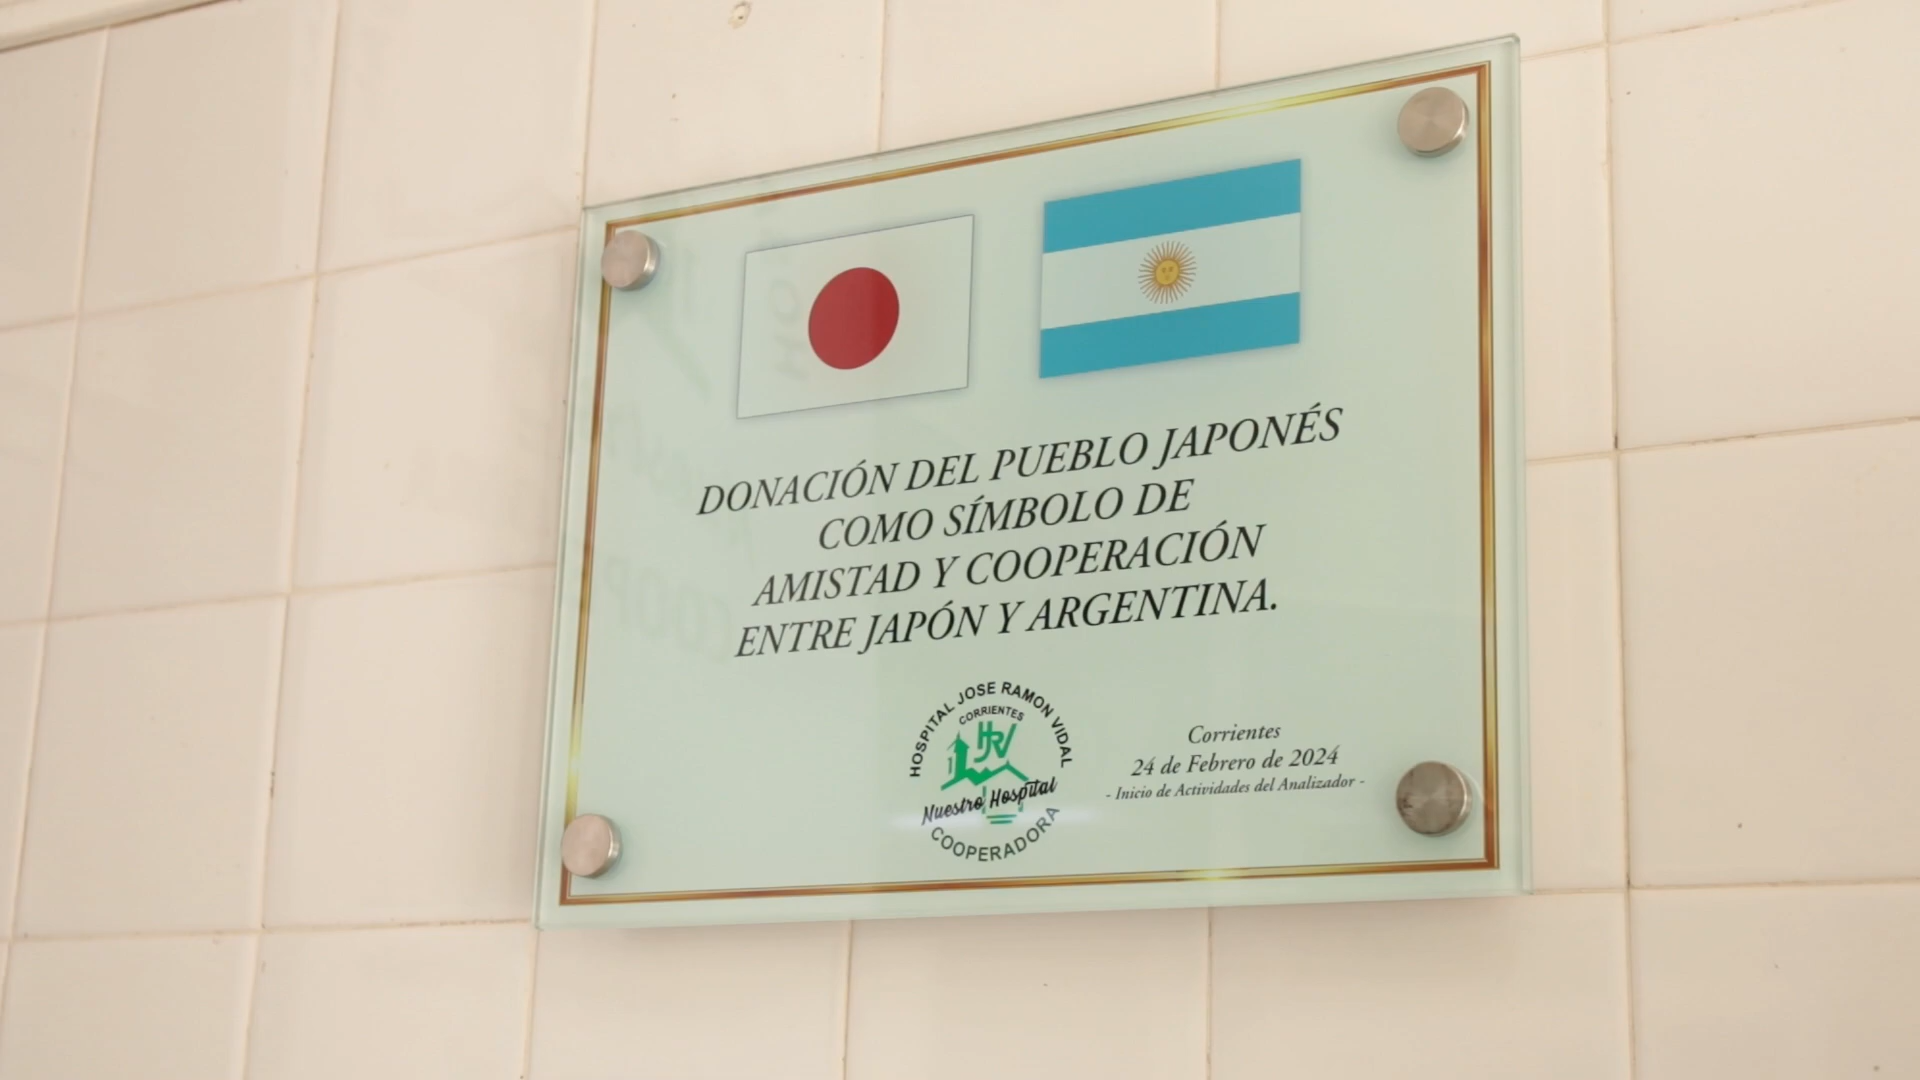 DONACIÓN DEL PUEBLO JAPONÉS
COMO SÍMBOLO DE
AMISTAD Y COOPERACIÓN
ENTRE JAPÓN Y ARGENTINA.
HOSPITAL JOSE RAMON VIDAL
CORRIENTES
HJRV
Nuestro Hospital
COOPERADORA
Corrientes
24 de Febrero de 2024
- Inicio de Actividades del Analizador -